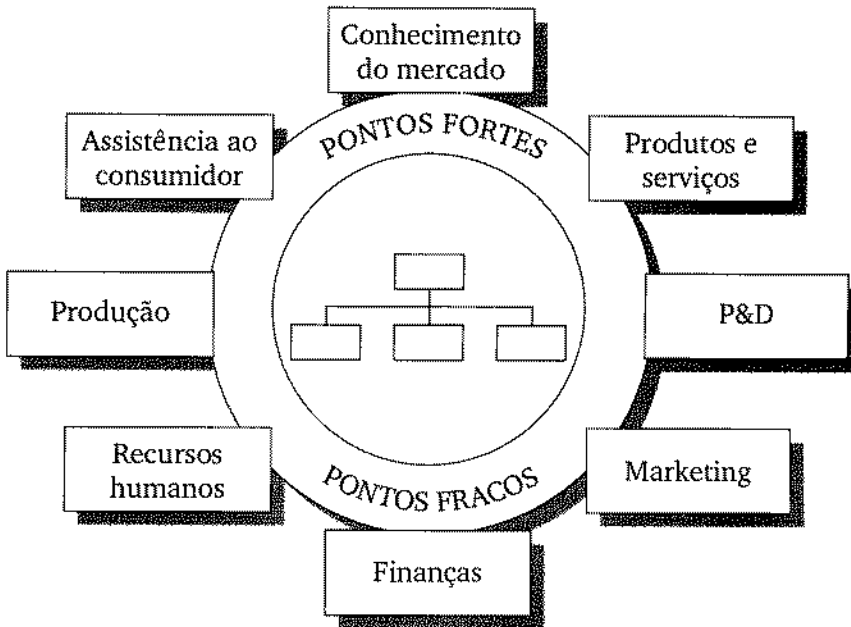 Conhecimento
do mercado
PONTOS FORTES
Assistência ao
consumidor
Produtos e
serviços
Produção
P&D
Recursos
humanos
PONTOS FRACOS
Marketing
Finanças